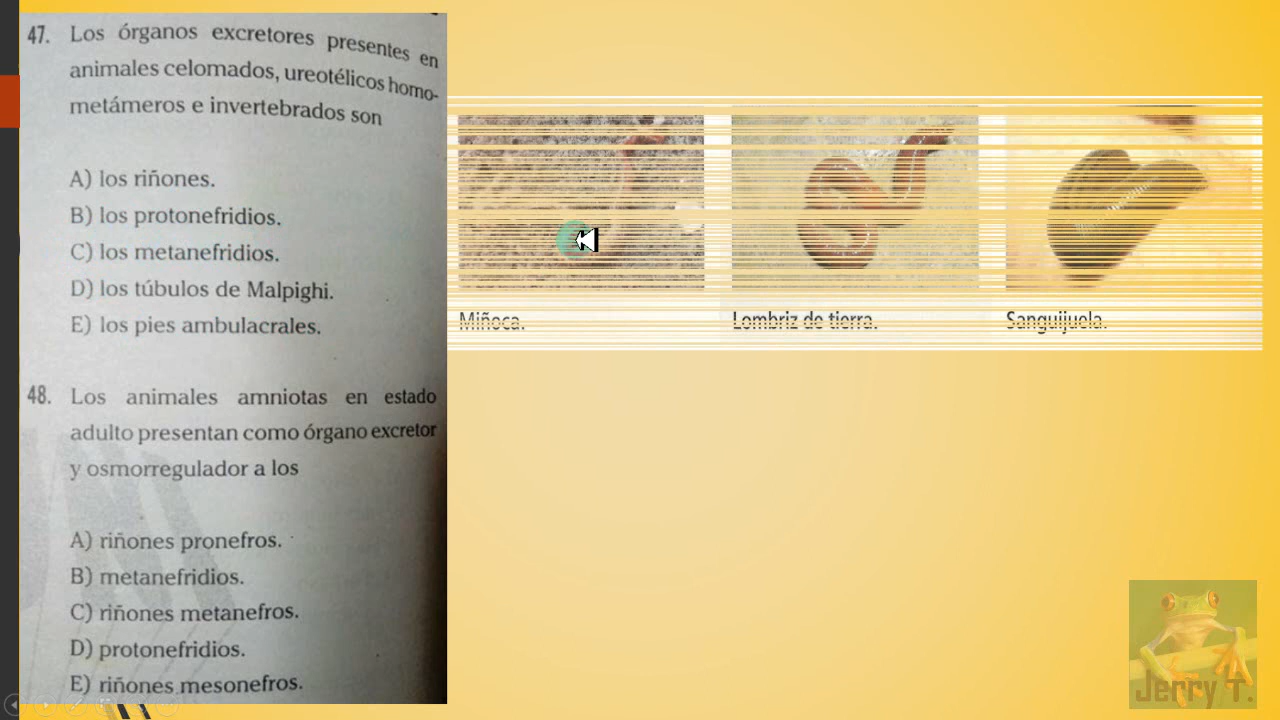 47. Los órganos excretores presentes en
animales celomados, ureotélicos homo-
metámeros e invertebrados son
A) los riñones.
B) los protonefridios.
C) los metanefridios.
D) los túbulos de Malpighi.
E) los pies ambulacrales.
48. Los animales amniotas en estado
adulto presentan como órgano excretor
y osmorregulador a los
A) riñones pronefros.
B) metanefridios.
C) riñones metanefros.
D) protonefridios.
E) riñones mesonefros.
Miñoca.
Lombriz de tierra.
Sanguijuela.
Jerry T.